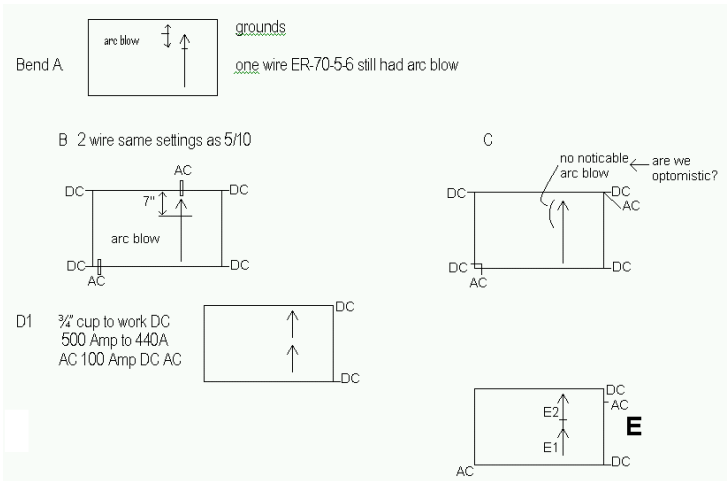 grounds
arc blow
Bend A
one wire ER-70-5-6 still had arc blow
B 2 wire same settings as 5/10
AC
DC
DC
7"
arc blow
DC
DC
AC
C
no noticable arc blow
are we optomistic?
DC
DC
AC
DC
DC
AC
D1
¾" cup to work DC
500 Amp to 440A
AC 100 Amp DC AC
DC
DC
DC
AC
E2
E
E1
DC
AC